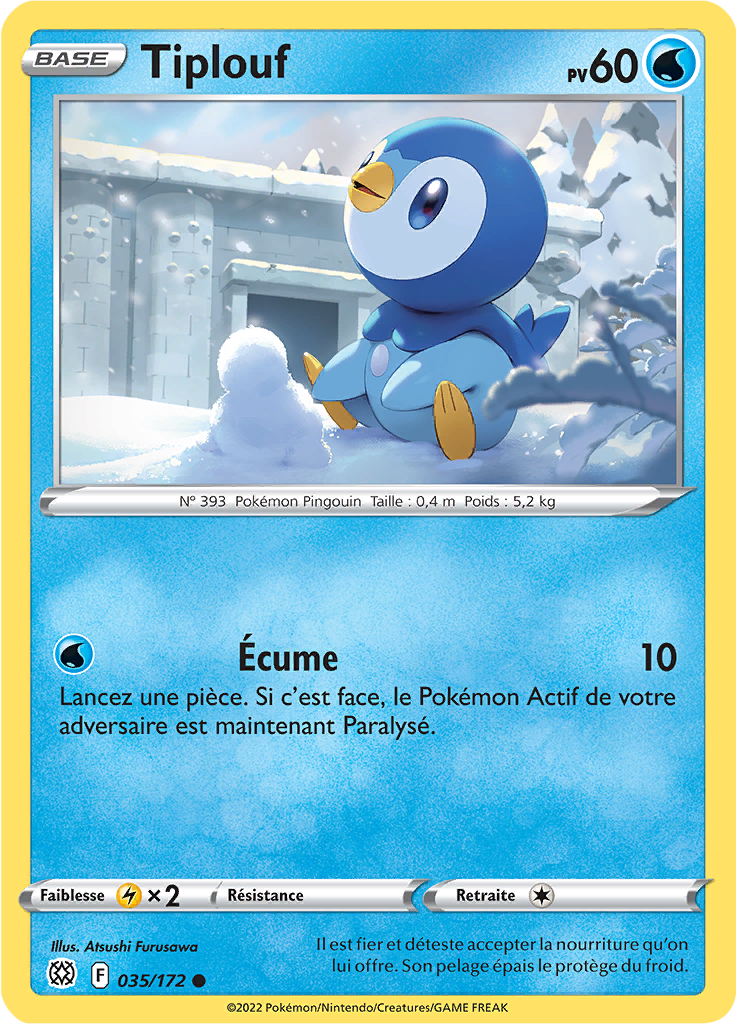 BASE Tiplouf PV60
N° 393 Pokémon Pingouin Taille : 0,4 m Poids : 5,2 kg
Écume 10
Lancez une pièce. Si c'est face, le Pokémon Actif de votre
adversaire est maintenant Paralysé.
Faiblesse ×2 Résistance Retraite
Illus. Atsushi Furusawa
F 035/172
Il est fier et déteste accepter la nourriture qu'on
lui offre. Son pelage épais le protège du froid.
©2022 Pokémon/Nintendo/Creatures/GAME FREAK